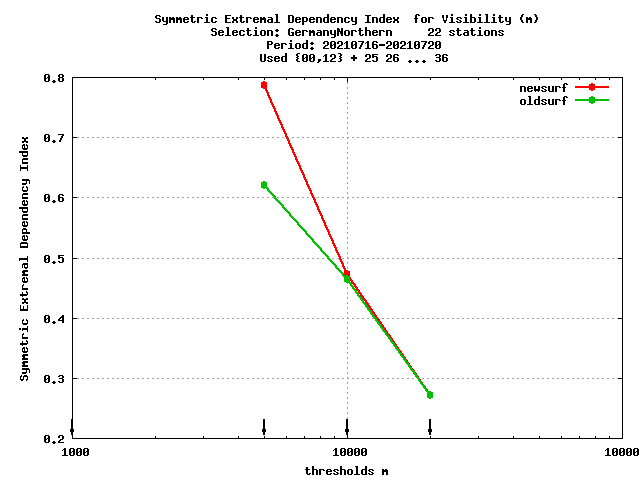 Symmetric Extremal Dependency Index  for Visibility (m)
Selection: GermanyNorthern     22 stations
Period: 20210716-20210720
Used {00,12} + 25 26 ... 36
newsurf
oldsurf
0.8
0.7
0.6
0.5
0.4
0.3
0.2
Symmetric Extremal Dependency Index
1000
10000
10000
thresholds m